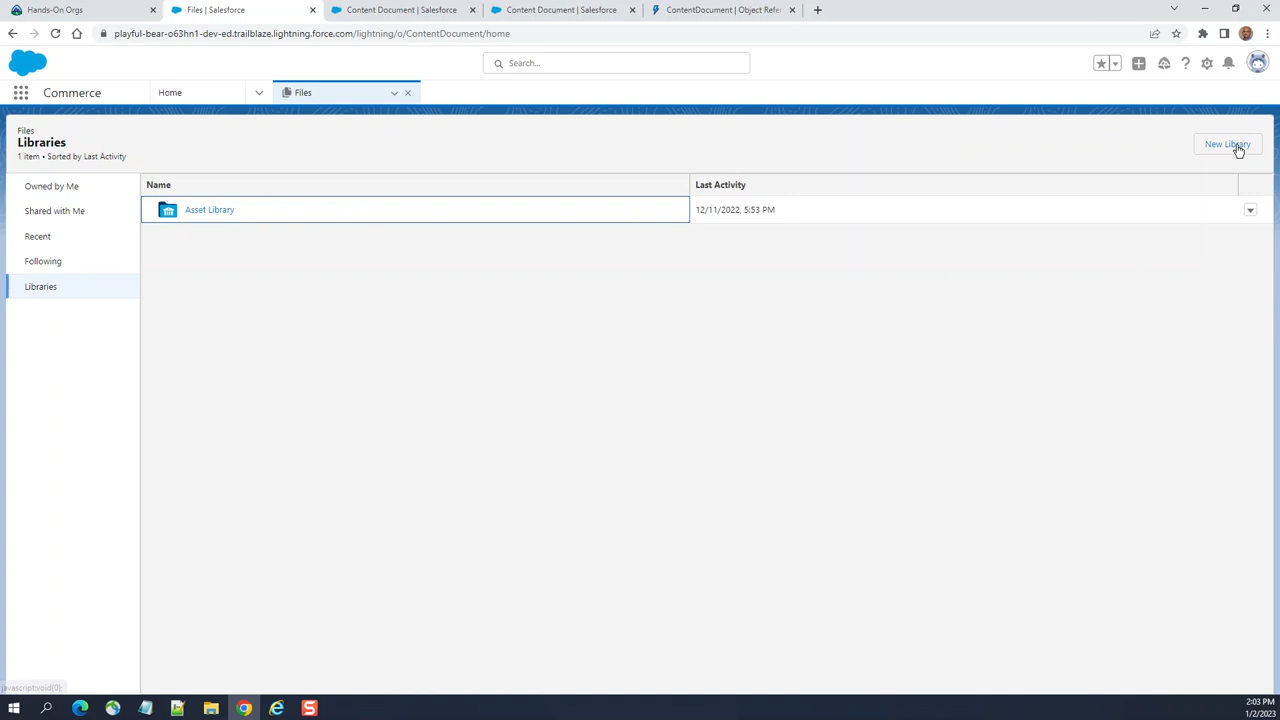 Hands-On Orgs
Files | Salesforce
Content Document | Salesforce
Content Document | Salesforce
ContentDocument | Object Refer
playful-bear-o63hn1-dev-ed.trailblaze.lightning.force.com/lightning/o/ContentDocument/home
Search...
Commerce
Home
Files
Files
Libraries
1 item • Sorted by Last Activity
New Library
Owned by Me
Shared with Me
Recent
Following
Libraries
Name
Last Activity
Asset Library
12/11/2022, 5:53 PM
javascript:void(0);
S
2:03 PM
1/2/2023